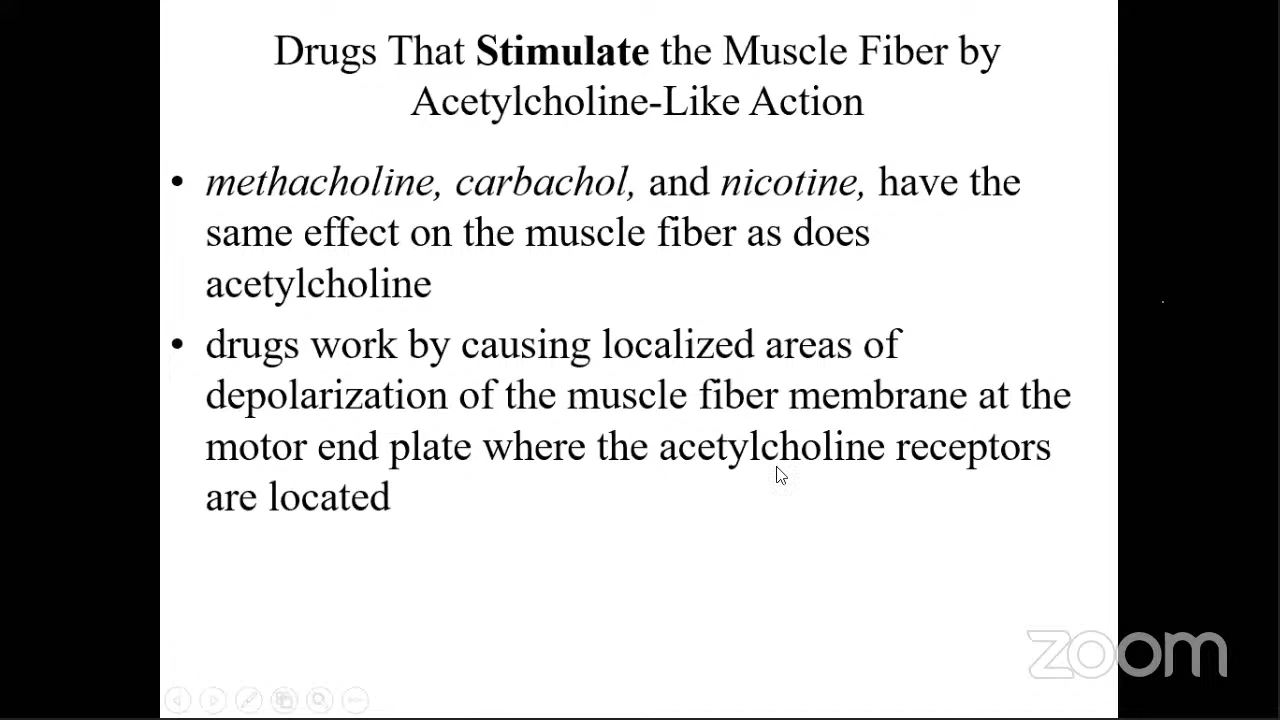 Drugs That Stimulate the Muscle Fiber by
Acetylcholine-Like Action
• methacholine, carbachol, and nicotine, have the
same effect on the muscle fiber as does
acetylcholine
• drugs work by causing localized areas of
depolarization of the muscle fiber membrane at the
motor end plate where the acetylcholine receptors
are located
zoom